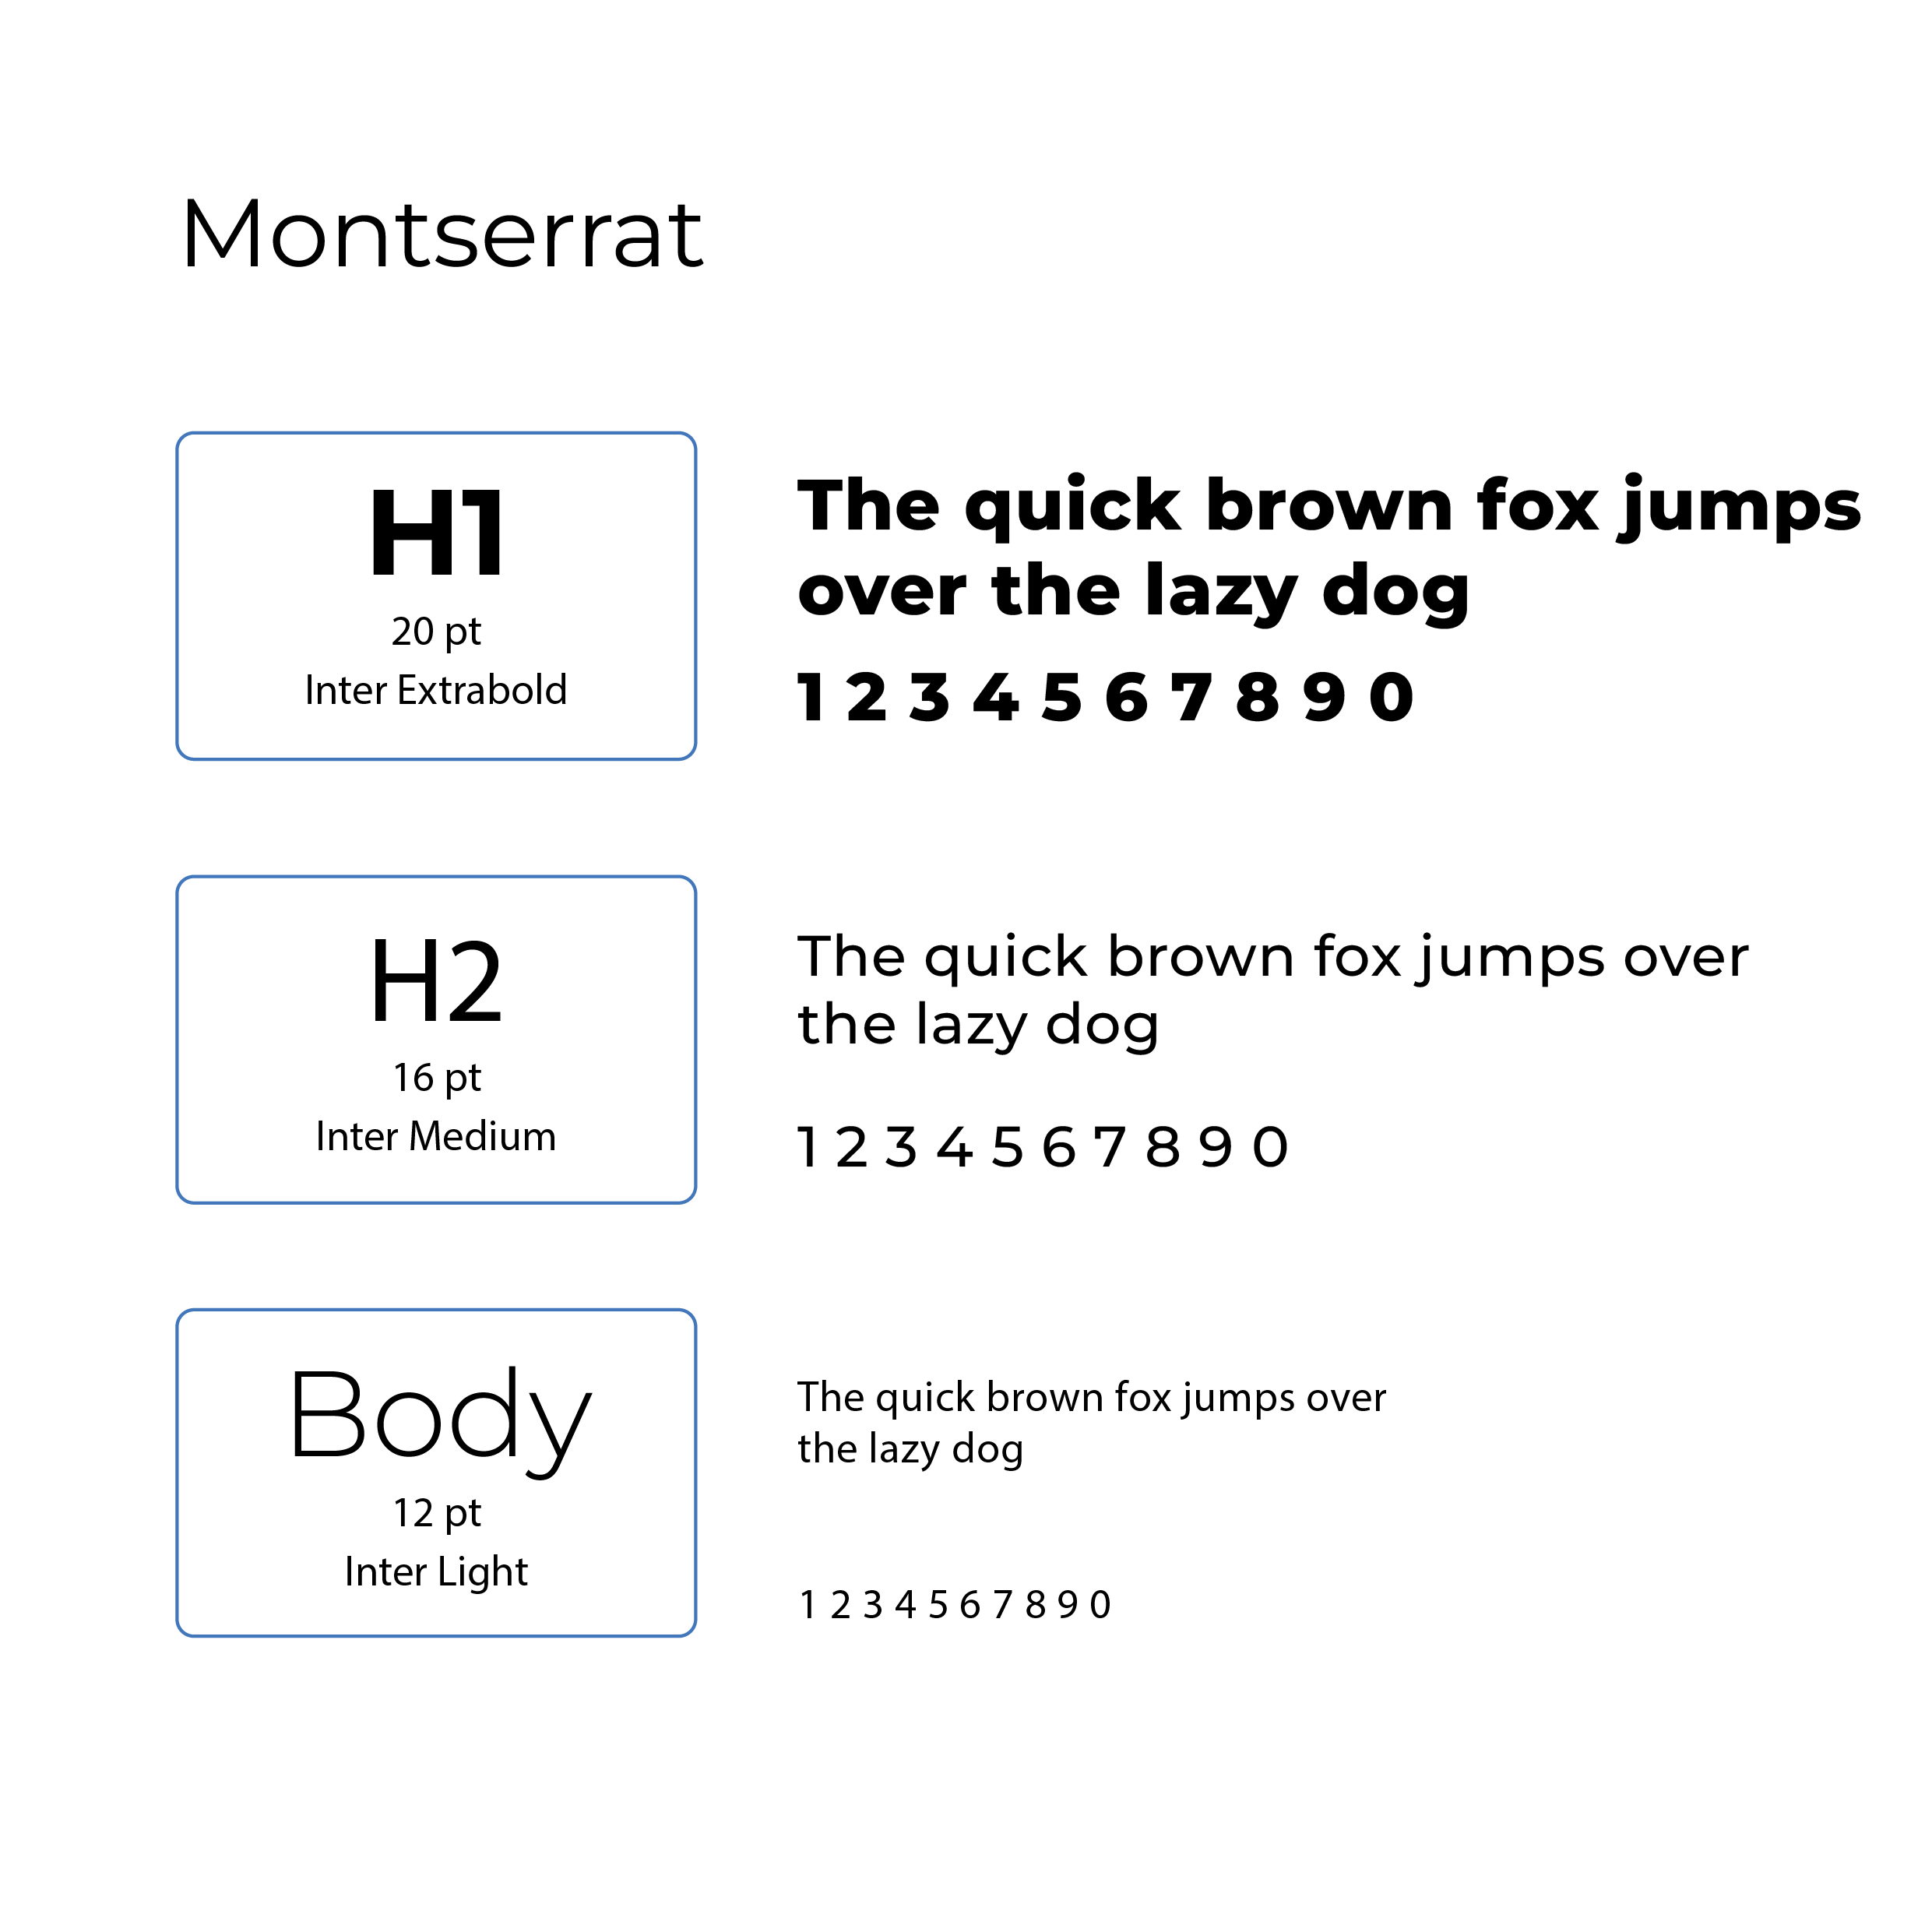 Montserrat
H1
20 pt
Inter Extrabold
The quick brown fox jumps
over the lazy dog
1 2 3 4 5 6 7 8 9 0
H2
16 pt
Inter Medium
The quick brown fox jumps over
the lazy dog
1 2 3 4 5 6 7 8 9 0
Body
12 pt
Inter Light
The quick brown fox jumps over
the lazy dog
1 2 3 4 5 6 7 8 9 0